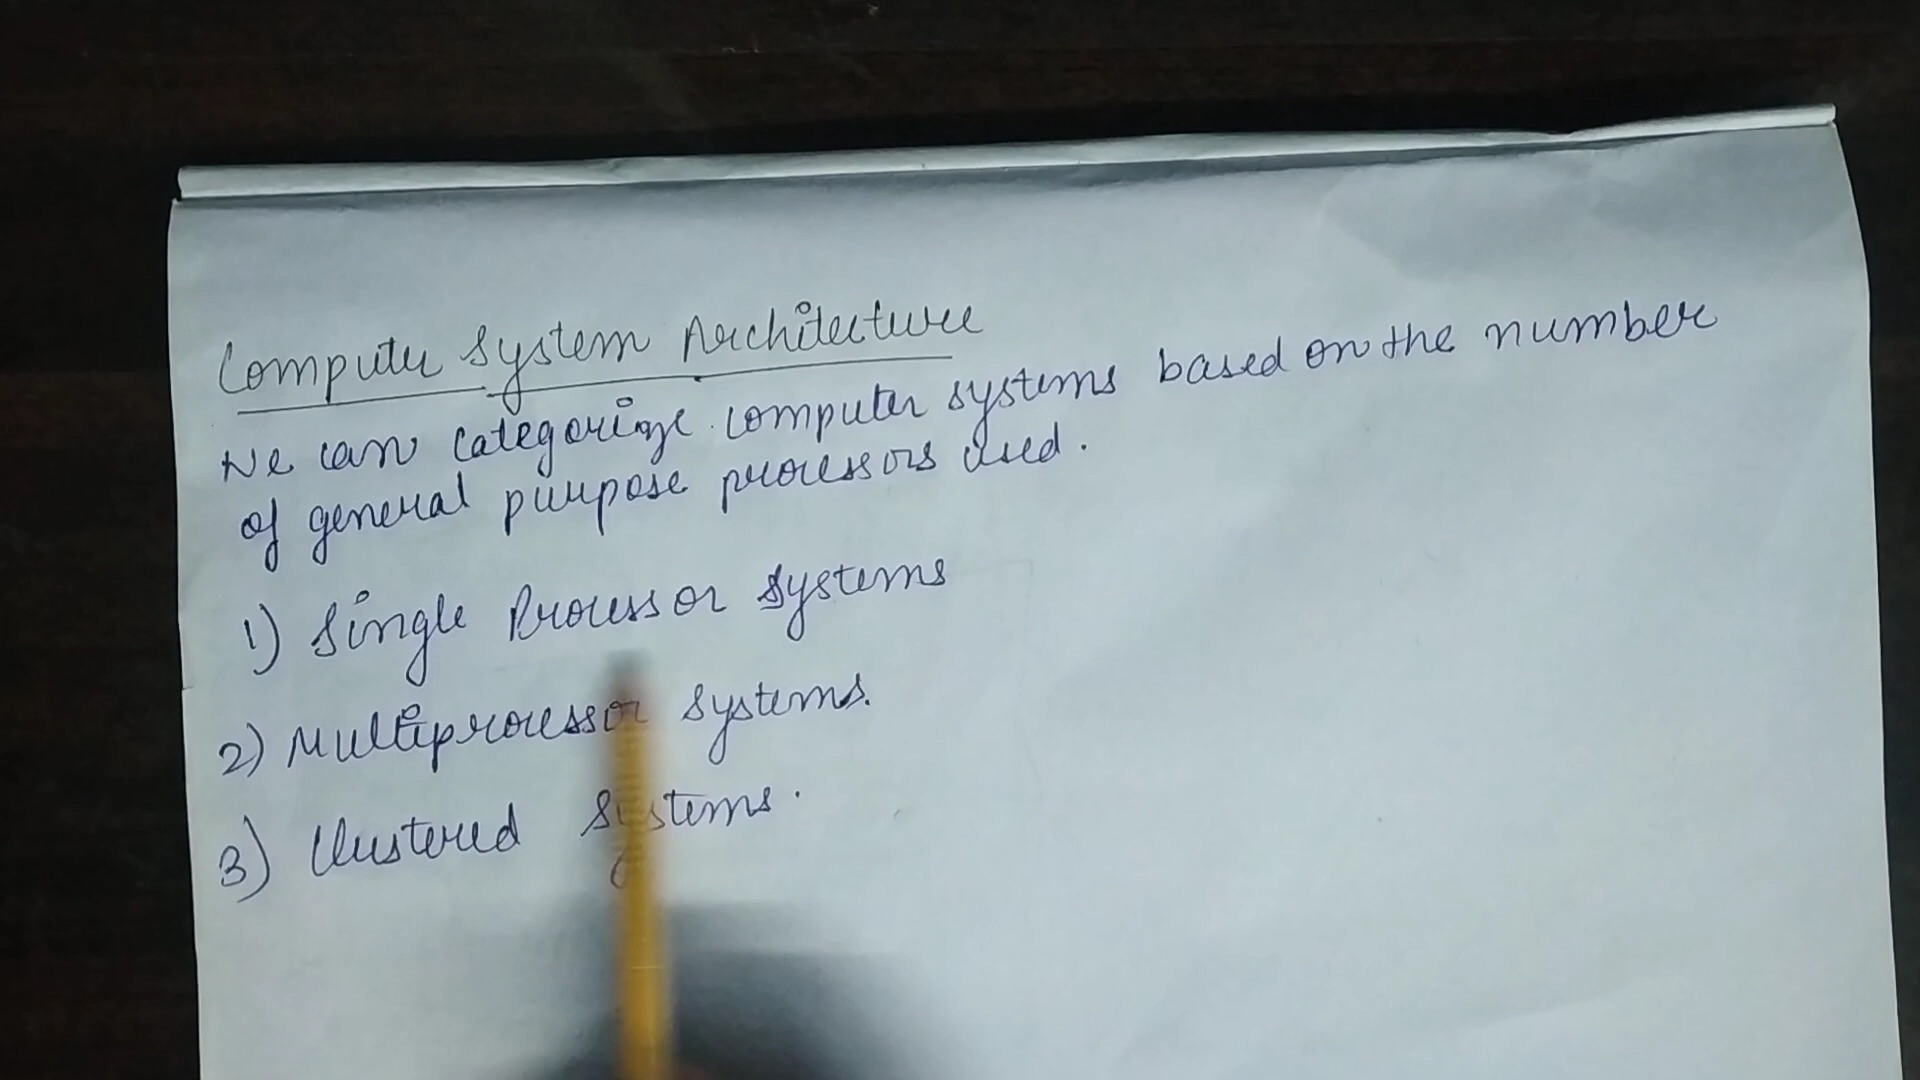 Computer System Architecture
We can categorize computer systems based on the number
of general purpose processors used.
1) Single Processor Systems
2) Multiprocessor Systems.
3) Clustered Systems.